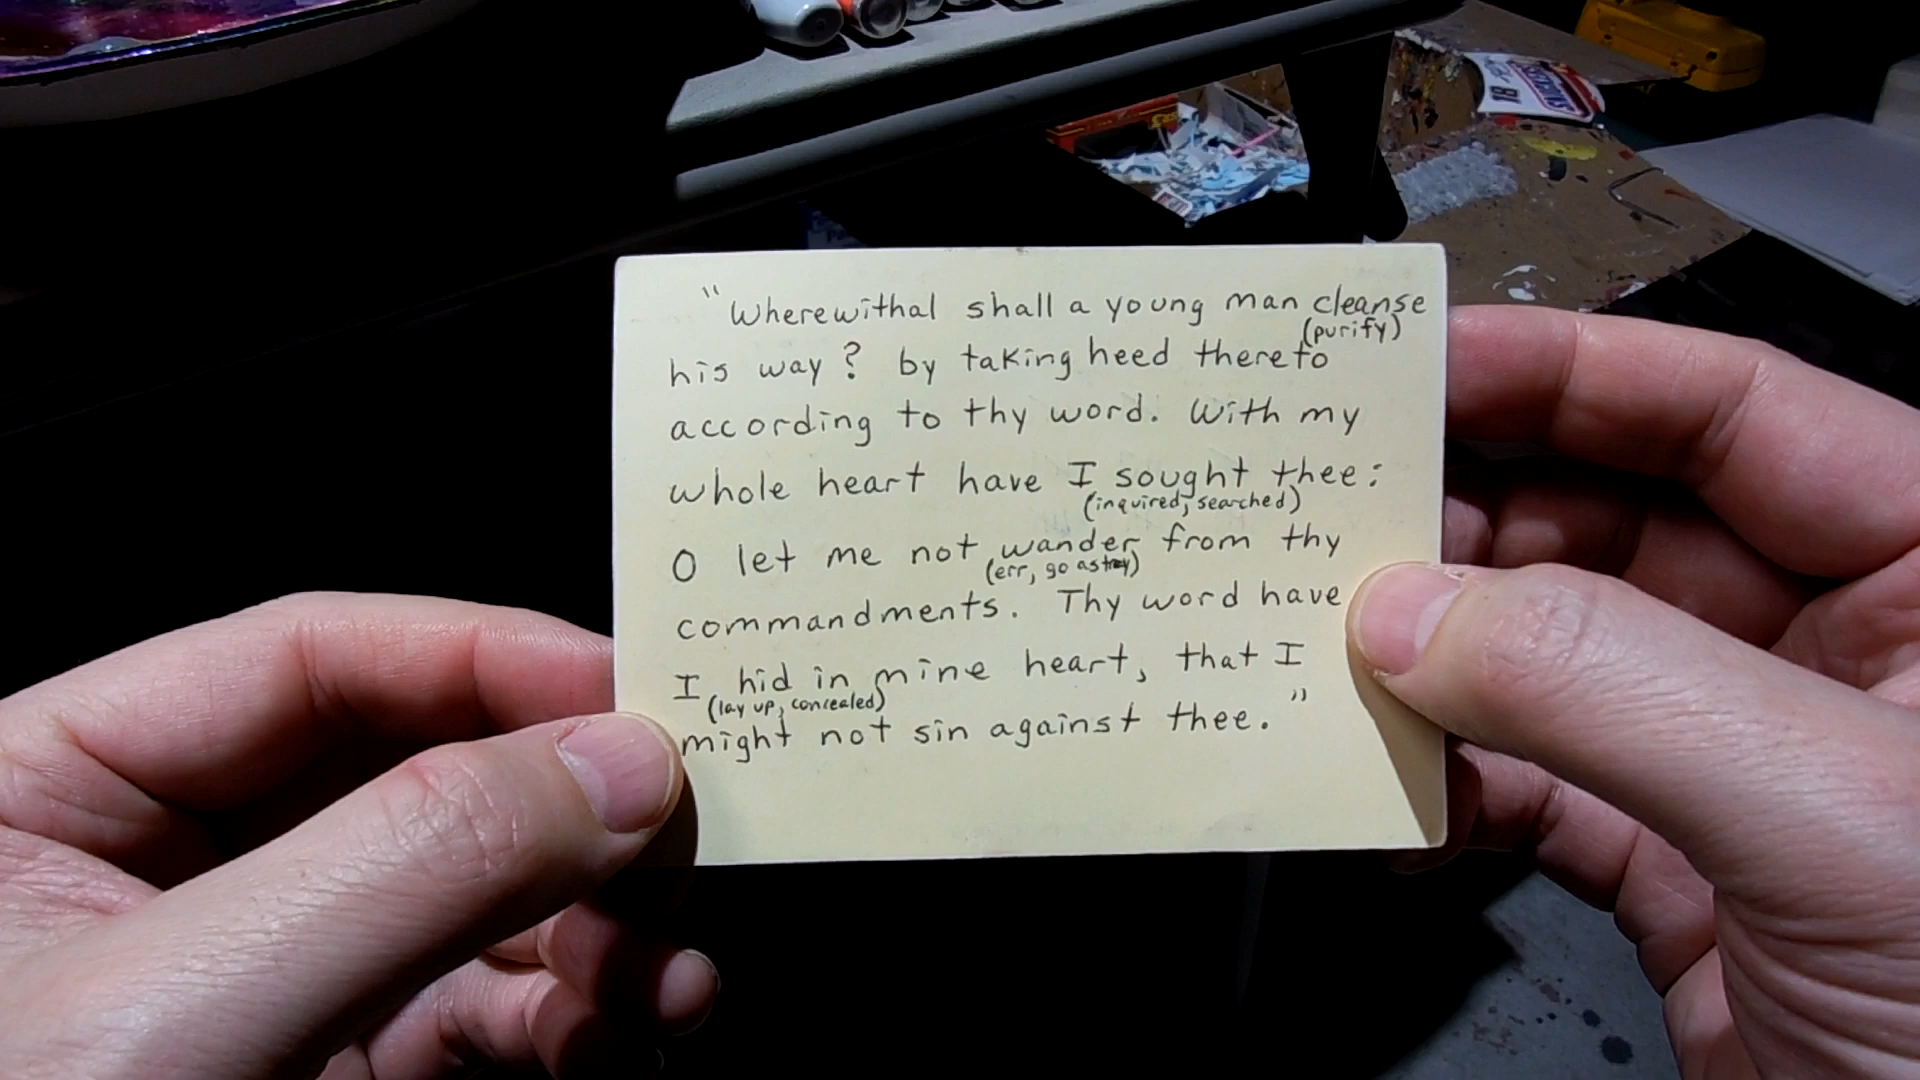 "Wherewithal shall a young man cleanse
(purify)
his way? by taking heed thereto
according to thy word. With my
whole heart have I sought thee:
(inquired, searched)
O let me not wander from thy
(err, go astray)
commandments. Thy word have
I hid in mine heart, that I
(lay up, concealed)
might not sin against thee."
18